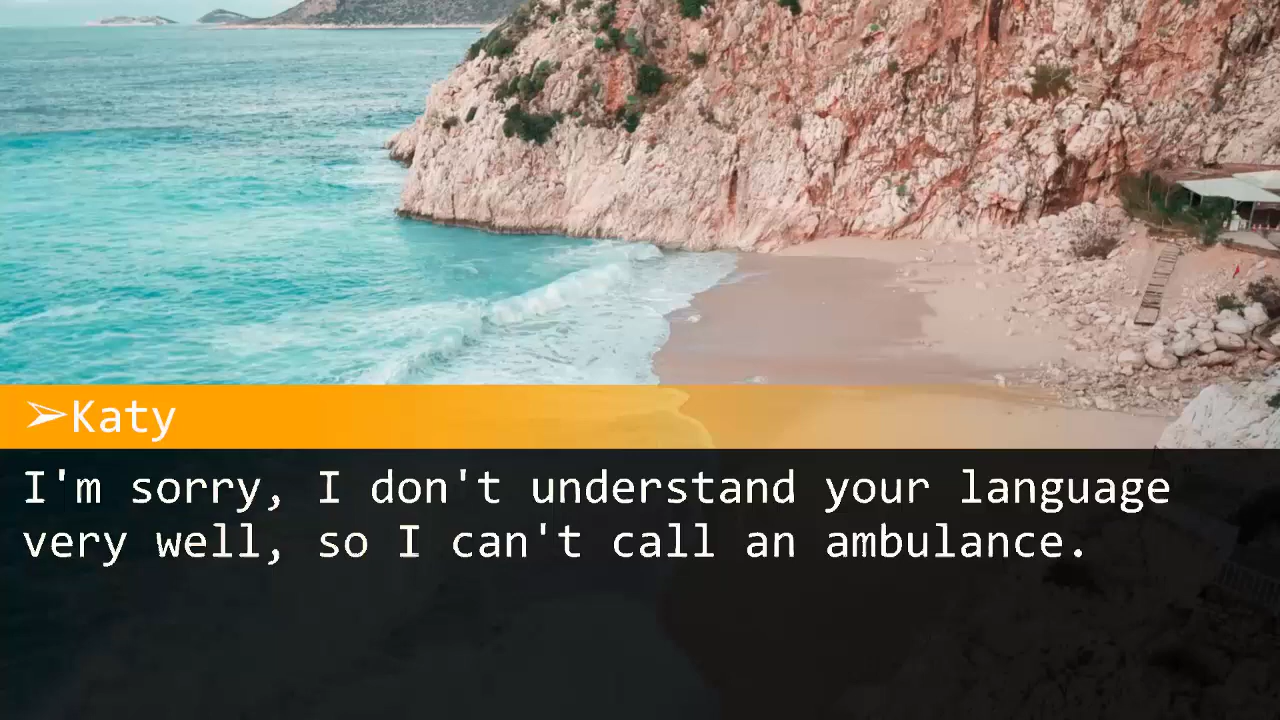 ➢Katy
I'm sorry, I don't understand your language
very well, so I can't call an ambulance.